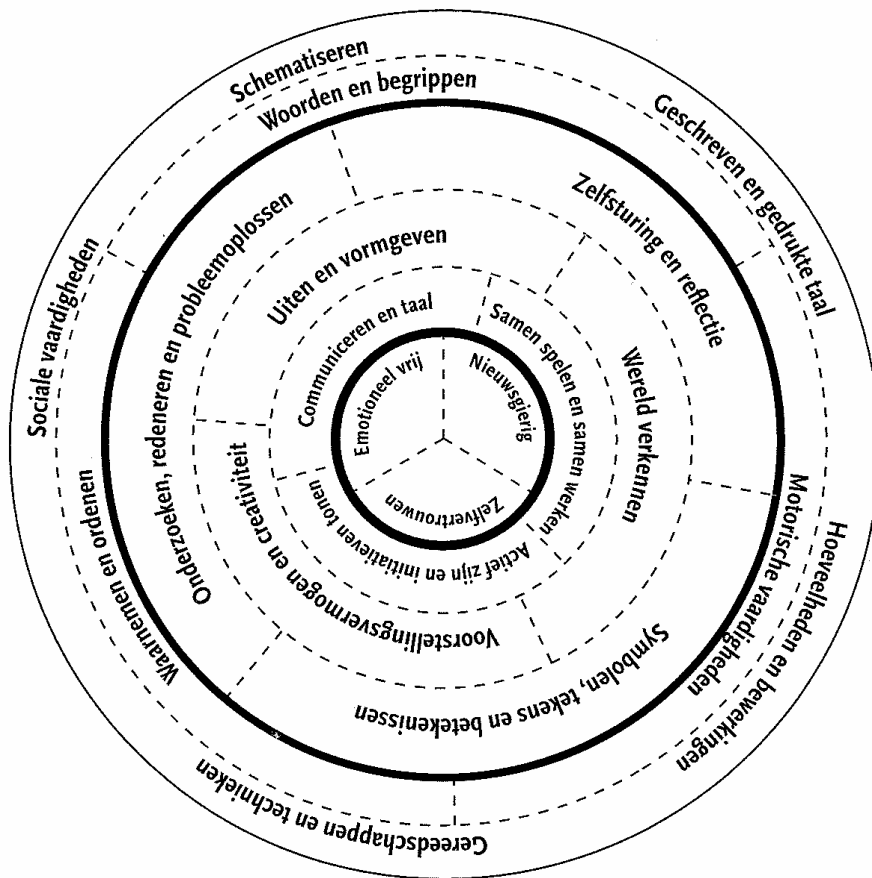 Schematiseren
Woorden en begrippen
Geschreven en gedrukte taal
Sociale vaardigheden
Zelfsturing en reflectie
Onderzoeken, redeneren en probleemoplossen
Uiten en vormgeven
Communiceren en taal
Samen spelen en samen werken
Wereld verkennen
Emotioneel vrij
Nieuwsgierig
Zelfvertrouwen
Actief zijn en initiatieven tonen
Voorstellingsvermogen en creativiteit
Symbolen, tekens en betekenissen
Waarnemen en ordenen
Motorische vaardigheden
Hoeveelheden en bewerkingen
Gereedschappen en technieken